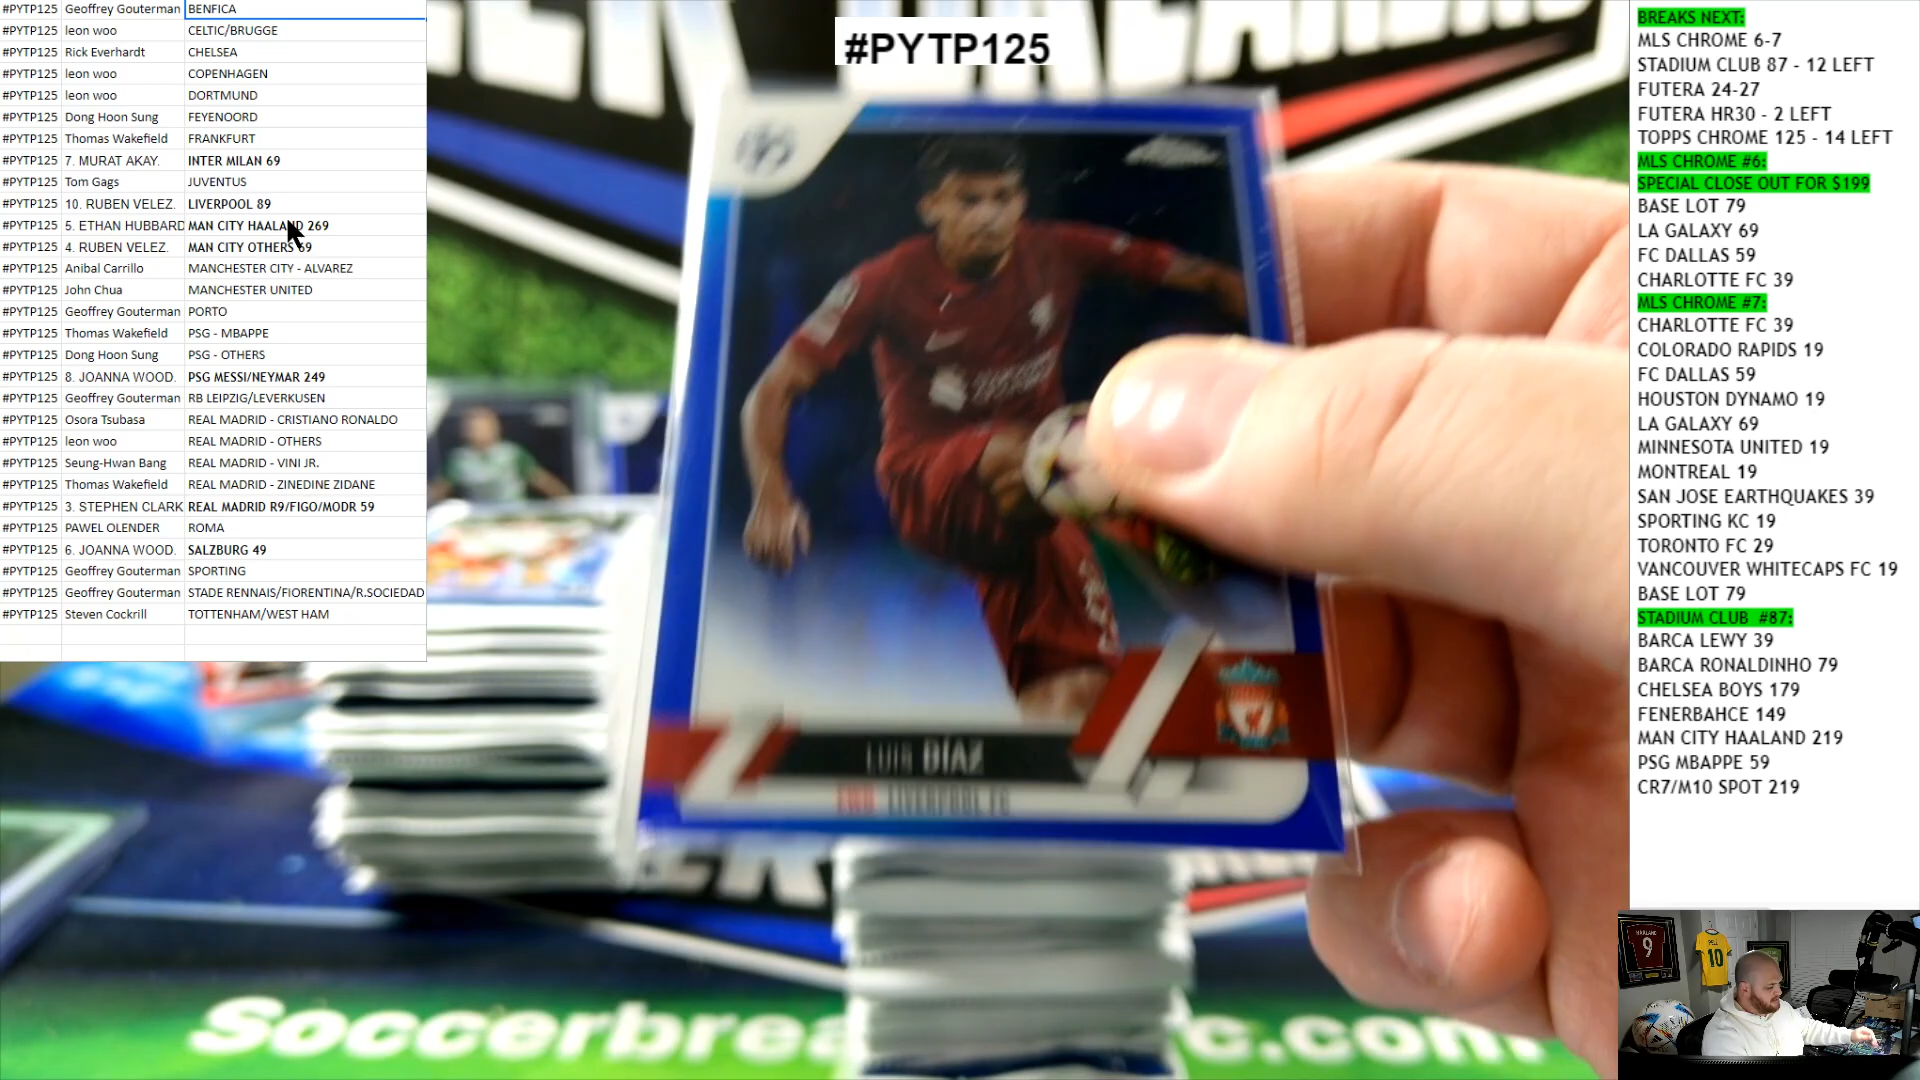 #PYTP125 Geoffrey Gouterman BENFICA
#PYTP125 leon woo CELTIC/BRUGGE
#PYTP125 Rick Everhardt CHELSEA
#PYTP125 leon woo COPENHAGEN
#PYTP125 leon woo DORTMUND
#PYTP125 Dong Hoon Sung FEYENOORD
#PYTP125 Thomas Wakefield FRANKFURT
#PYTP125 7. MURAT AKAY. INTER MILAN 69
#PYTP125 Tom Gags JUVENTUS
#PYTP125 10. RUBEN VELEZ. LIVERPOOL 89
#PYTP125 5. ETHAN HUBBARD MAN CITY HAALAND 269
#PYTP125 4. RUBEN VELEZ. MAN CITY OTHERS
#PYTP125 Anibal Carrillo MANCHESTER CITY - ALVAREZ
#PYTP125 John Chua MANCHESTER UNITED
#PYTP125 Geoffrey Gouterman PORTO
#PYTP125 Thomas Wakefield PSG - MBAPPE
#PYTP125 Dong Hoon Sung PSG - OTHERS
#PYTP125 8. JOANNA WOOD. PSG MESSI/NEYMAR 249
#PYTP125 Geoffrey Gouterman RB LEIPZIG/LEVERKUSEN
#PYTP125 Osora Tsubasa REAL MADRID - CRISTIANO RONALDO
#PYTP125 leon woo REAL MADRID - OTHERS
#PYTP125 Seung-Hwan Bang REAL MADRID - VINI JR.
#PYTP125 Thomas Wakefield REAL MADRID - ZINEDINE ZIDANE
#PYTP125 3. STEPHEN CLARK REAL MADRID R9/FIGO/MODR 59
#PYTP125 PAWEL OLENDER ROMA
#PYTP125 6. JOANNA WOOD. SALZBURG 49
#PYTP125 Geoffrey Gouterman SPORTING
#PYTP125 Geoffrey Gouterman STADE RENNAIS/FIORENTINA/R.SOCIEDAD
#PYTP125 Steven Cockrill TOTTENHAM/WEST HAM
#PYTP125
LUIS DÍAZ
FWD LIVERPOOL FC
BREAKS NEXT:
MLS CHROME 6-7
STADIUM CLUB 87 - 12 LEFT
FUTERA 24-27
FUTERA HR30 - 2 LEFT
TOPPS CHROME 125 - 14 LEFT
MLS CHROME #6:
SPECIAL CLOSE OUT FOR $199
BASE LOT 79
LA GALAXY 69
FC DALLAS 59
CHARLOTTE FC 39
MLS CHROME #7:
CHARLOTTE FC 39
COLORADO RAPIDS 19
FC DALLAS 59
HOUSTON DYNAMO 19
LA GALAXY 69
MINNESOTA UNITED 19
MONTREAL 19
SAN JOSE EARTHQUAKES 39
SPORTING KC 19
TORONTO FC 29
VANCOUVER WHITECAPS FC 19
BASE LOT 79
STADIUM CLUB #87:
BARCA LEWY 39
BARCA RONALDINHO 79
CHELSEA BOYS 179
FENERBAHCE 149
MAN CITY HAALAND 219
PSG MBAPPE 59
CR7/M10 SPOT 219
HAALAND
9
10